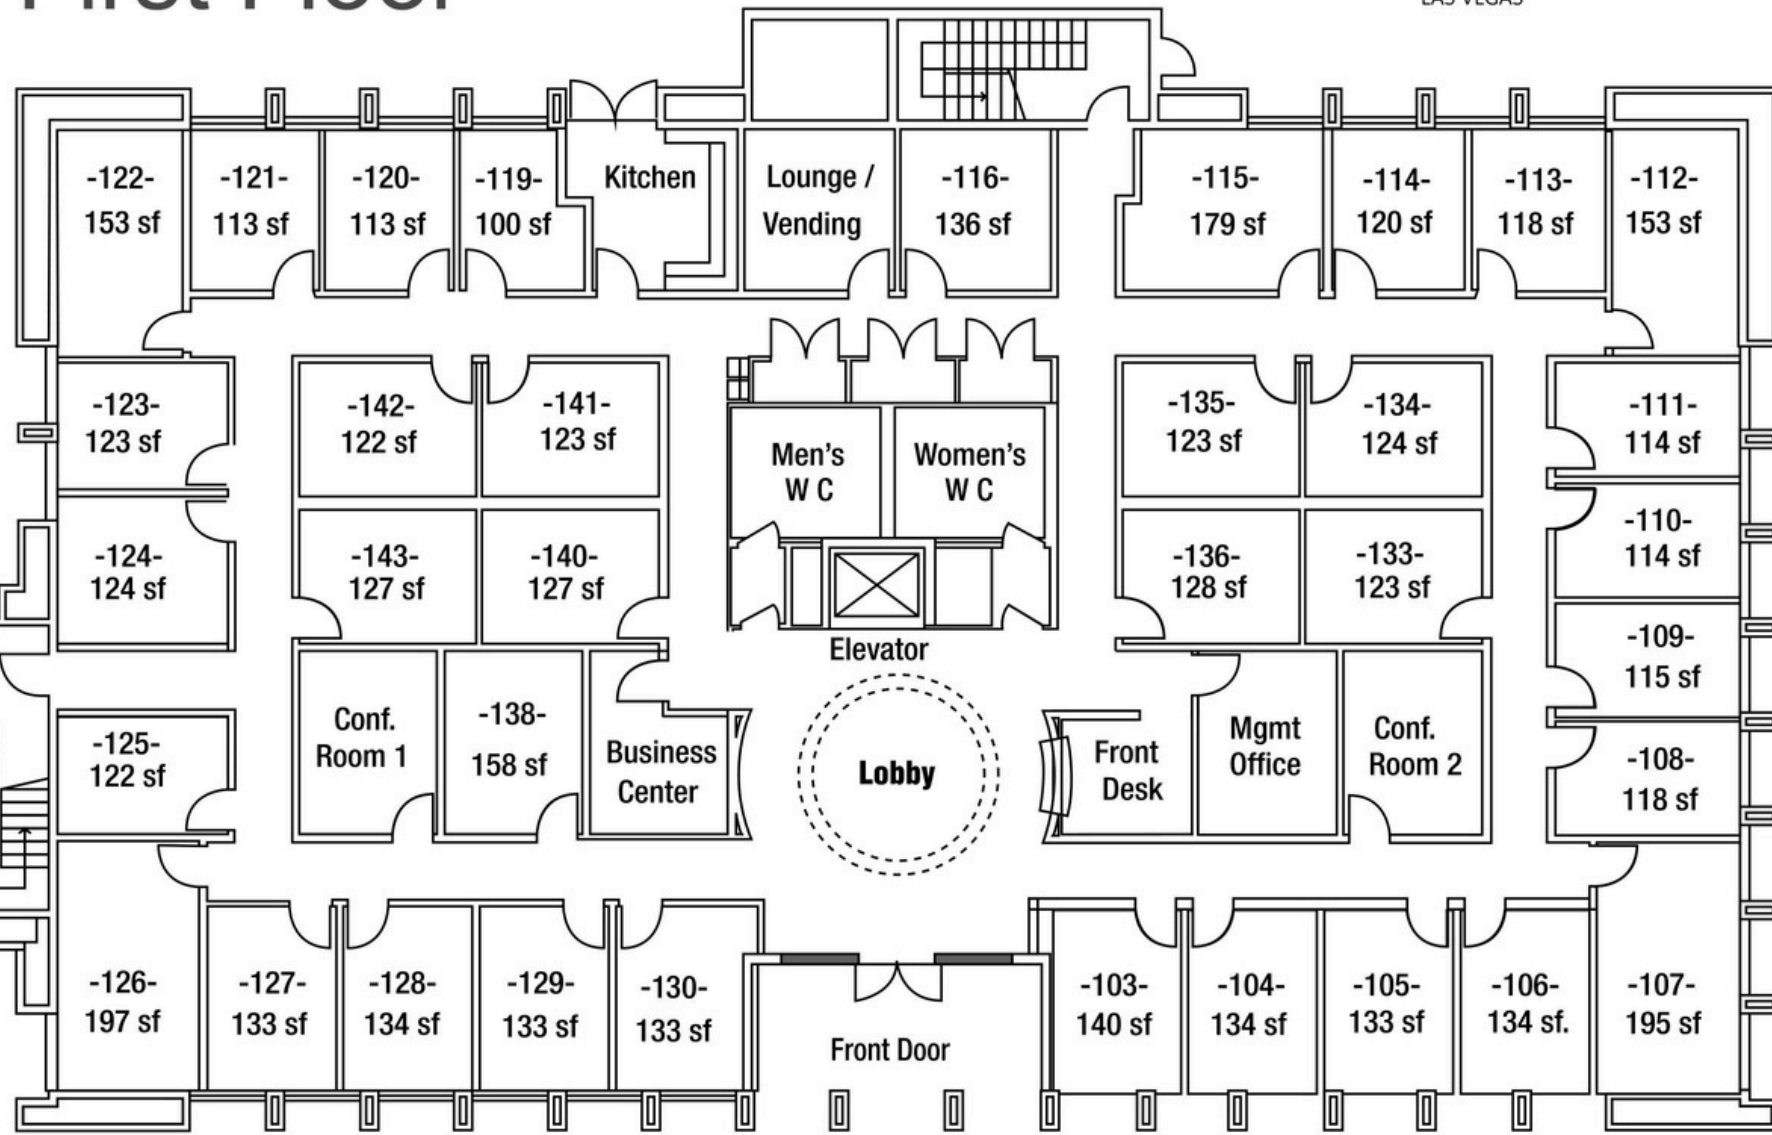 First Floor
LAS VEGAS
-122-
153 sf
-121-
113 sf
-120-
113 sf
-119-
100 sf
Kitchen
Lounge /
Vending
-116-
136 sf
-115-
179 sf
-114-
120 sf
-113-
118 sf
-112-
153 sf
-123-
123 sf
-142-
122 sf
-141-
123 sf
Men's
W C
Women's
W C
-135-
123 sf
-134-
124 sf
-111-
114 sf
-124-
124 sf
-143-
127 sf
-140-
127 sf
-136-
128 sf
-133-
123 sf
-110-
114 sf
Elevator
-109-
115 sf
-125-
122 sf
Conf.
Room 1
-138-
158 sf
Business
Center
Lobby
Front
Desk
Mgmt
Office
Conf.
Room 2
-108-
118 sf
-126-
197 sf
-127-
133 sf
-128-
134 sf
-129-
133 sf
-130-
133 sf
Front Door
-103-
140 sf
-104-
134 sf
-105-
133 sf
-106-
134 sf.
-107-
195 sf